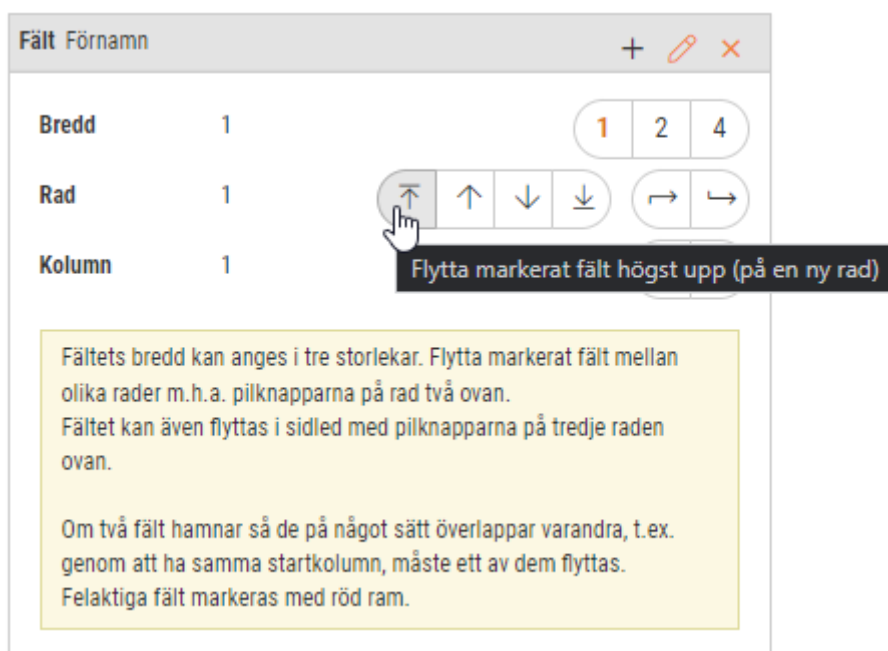 Fält Förnamn
Bredd 1 1 2 4
Rad 1
Kolumn 1
Flytta markerat fält högst upp (på en ny rad)
Fältets bredd kan anges i tre storlekar. Flytta markerat fält mellan
olika rader m.h.a. pilknapparna på rad två ovan.
Fältet kan även flyttas i sidled med pilknapparna på tredje raden
ovan.
Om två fält hamnar så de på något sätt överlappar varandra, t.ex.
genom att ha samma startkolumn, måste ett av dem flyttas.
Felaktiga fält markeras med röd ram.